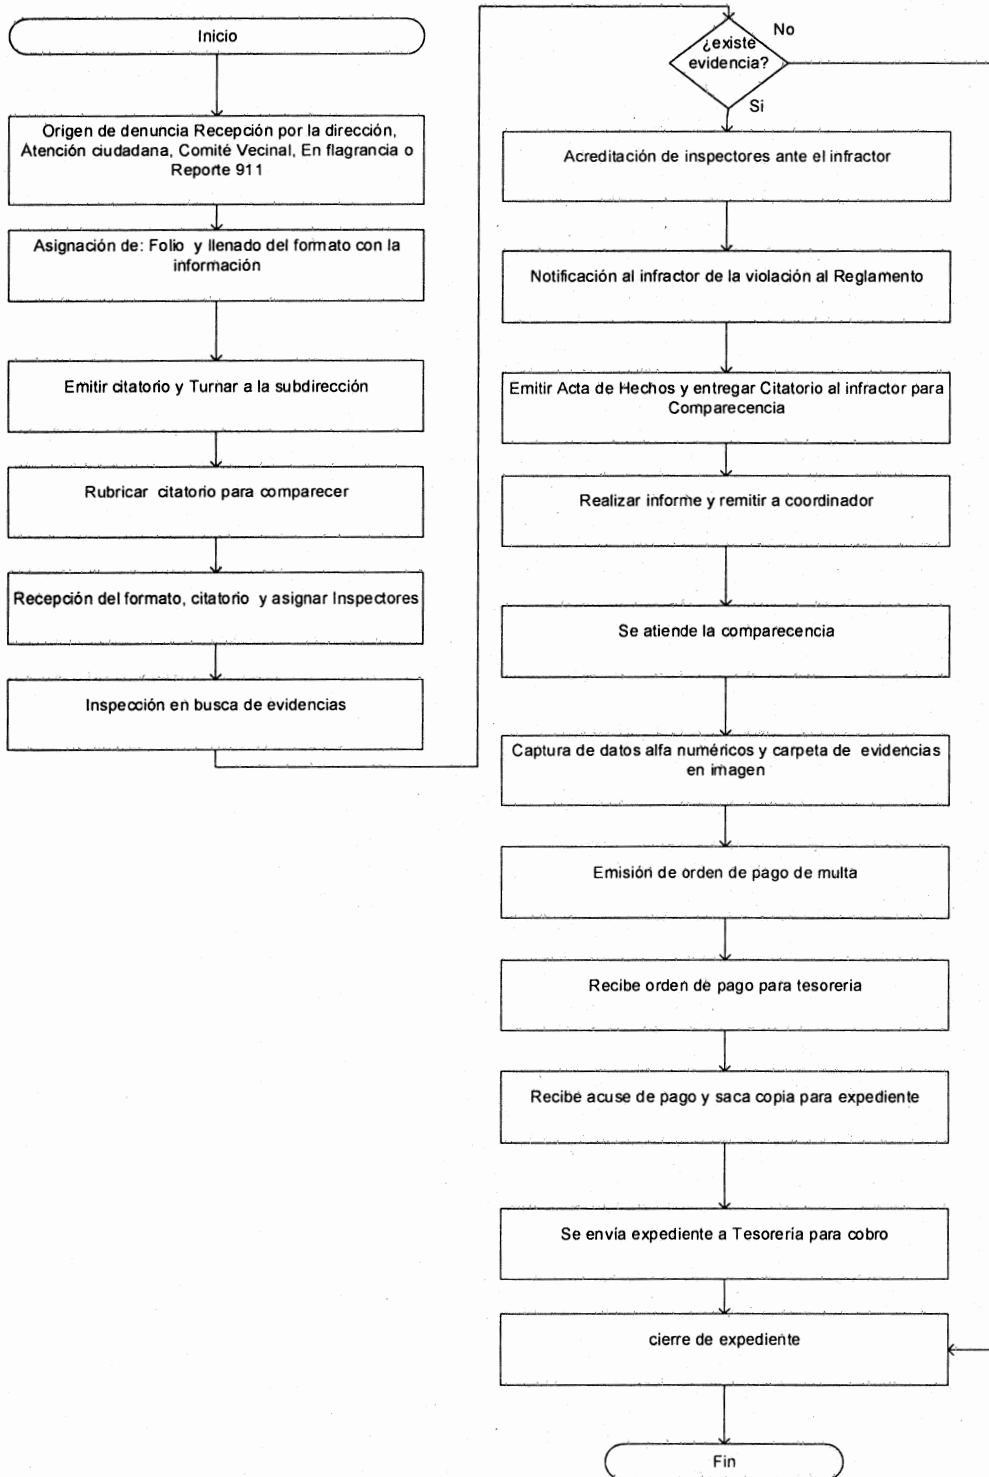 Inicio
Origen de denuncia Recepción por la dirección,
Atención ciudadana, Comité Vecinal, En flagrancia o
Reporte 911
Asignación de: Folio y llenado del formato con la
información
Emitir citatorio y Turnar a la subdirección
Rubricar citatorio para comparecer
Recepción del formato, citatorio y asignar Inspectores
Inspección en busca de evidencias
¿existe
evidencia?
No
Si
Acreditación de inspectores ante el infractor
Notificación al infractor de la violación al Reglamento
Emitir Acta de Hechos y entregar Citatorio al infractor para
Comparecencia
Realizar informe y remitir a coordinador
Se atiende la comparecencia
Captura de datos alfa numéricos y carpeta de evidencias
en imagen
Emisión de orden de pago de multa
Recibe orden de pago para tesoreria
Recibe acuse de pago y saca copia para expediente
Se envía expediente a Tesoreria para cobro
cierre de expediente
Fin